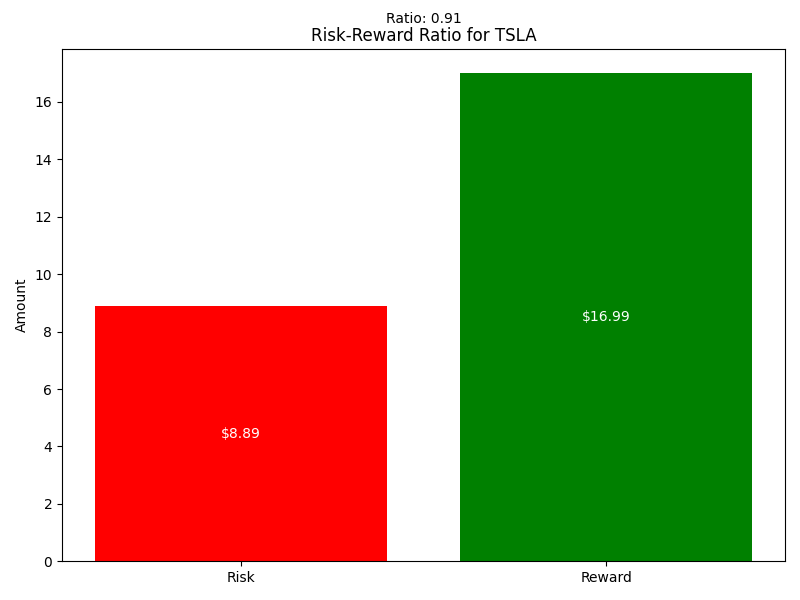 Ratio: 0.91
Risk-Reward Ratio for TSLA
16
14
12
10
8
6
4
2
0
Amount
$8.89
$16.99
Risk
Reward